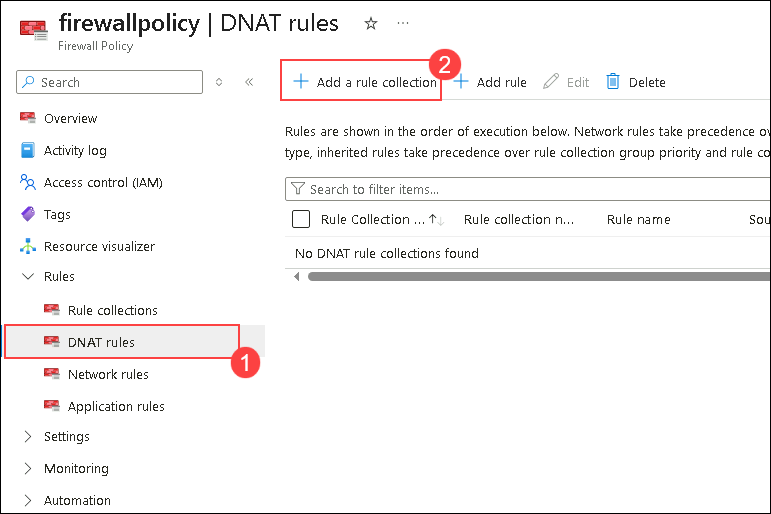 firewallpolicy | DNAT rules
Firewall Policy
Search
Overview
Activity log
Access control (IAM)
Tags
Resource visualizer
Rules
Rule collections
DNAT rules
1
Network rules
Application rules
Settings
Monitoring
Automation
2
Add a rule collection Add rule Edit Delete
Rules are shown in the order of execution below. Network rules take precedence ov
type, inherited rules take precedence over rule collection group priority and rule co
Search to filter items...
Rule Collection ... Rule collection n... Rule name Sou
No DNAT rule collections found